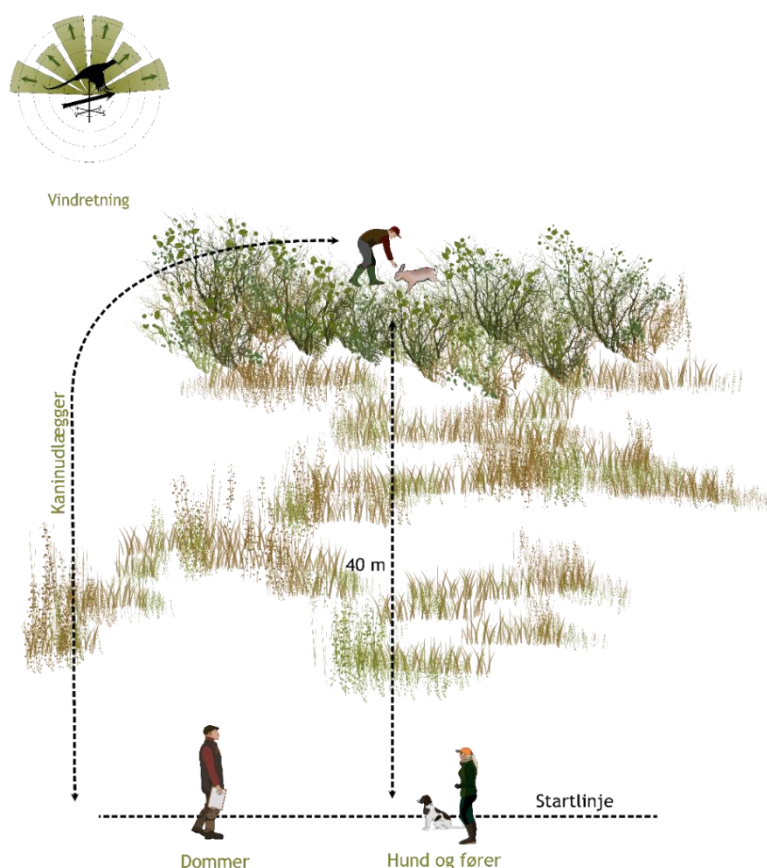 Vindretning
Kaninudlægger
40 m
Startlinje
Dommer
Hund og fører